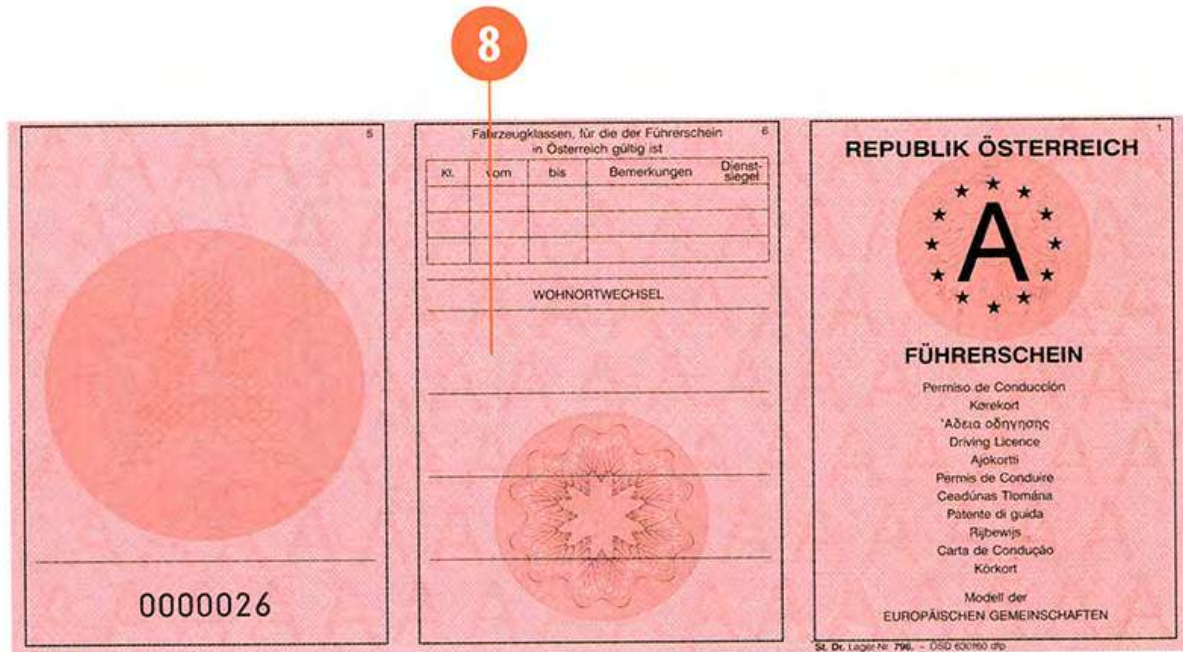 8
5
0000026
Fahrzeugklassen, für die der Führerschein 6
in Österreich gültig ist
Kl. vom bis Bemerkungen Dienst-
siegel
WOHNORTWECHSEL
1
REPUBLIK ÖSTERREICH
A
FÜHRERSCHEIN
Permiso de Conducción
Kørekort
'Αδεια οδηγησης
Driving Licence
Ajokortti
Permis de Conduire
Ceadúnas Tiomána
Patente di guida
Rijbewijs
Carta de Condução
Körkort
Modell der
EUROPÄISCHEN GEMEINSCHAFTEN
St. Dr. Lager-Nr. 796. – ÖSD